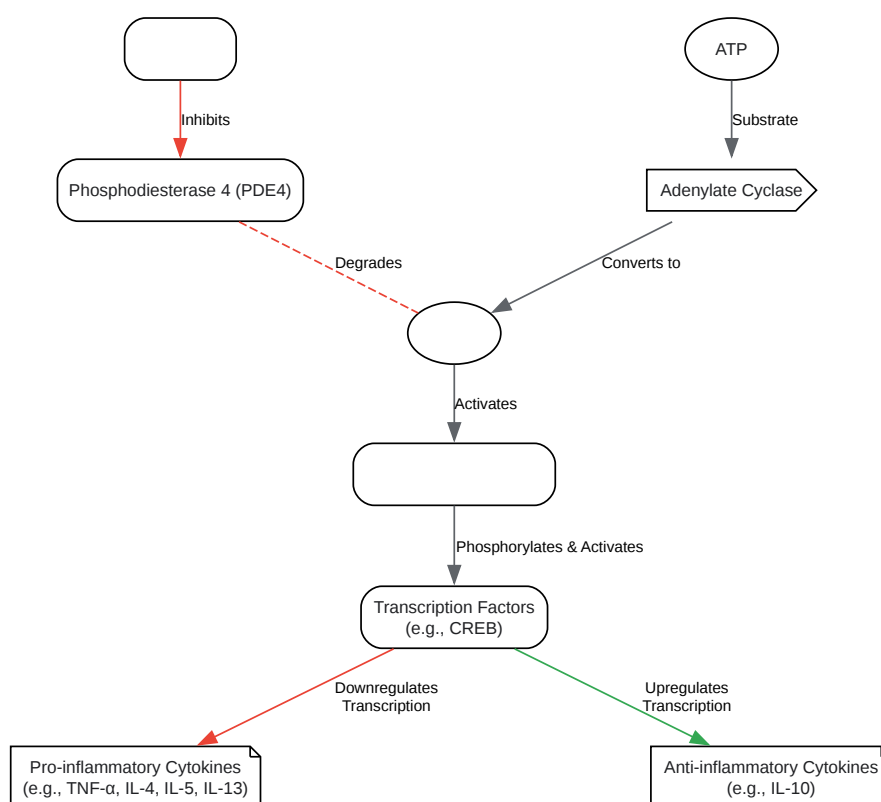 ATP
Inhibits
Substrate
Phosphodiesterase 4 (PDE4)
Adenylate Cyclase
Degrades
Converts to
Activates
Phosphorylates & Activates
Transcription Factors
(e.g., CREB)
Downregulates
Transcription
Upregulates
Transcription
Pro-inflammatory Cytokines
(e.g., TNF-α, IL-4, IL-5, IL-13)
Anti-inflammatory Cytokines
(e.g., IL-10)